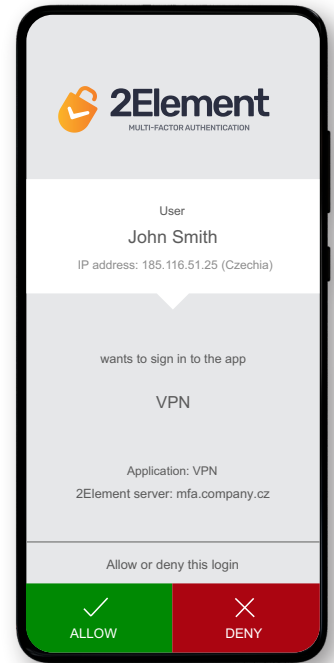 2Element
MULTI-FACTOR AUTHENTICATION
User
John Smith
IP address: 185.116.51.25 (Czechia)
wants to sign in to the app
VPN
Application: VPN
2Element server: mfa.company.cz
Allow or deny this login
ALLOW
DENY